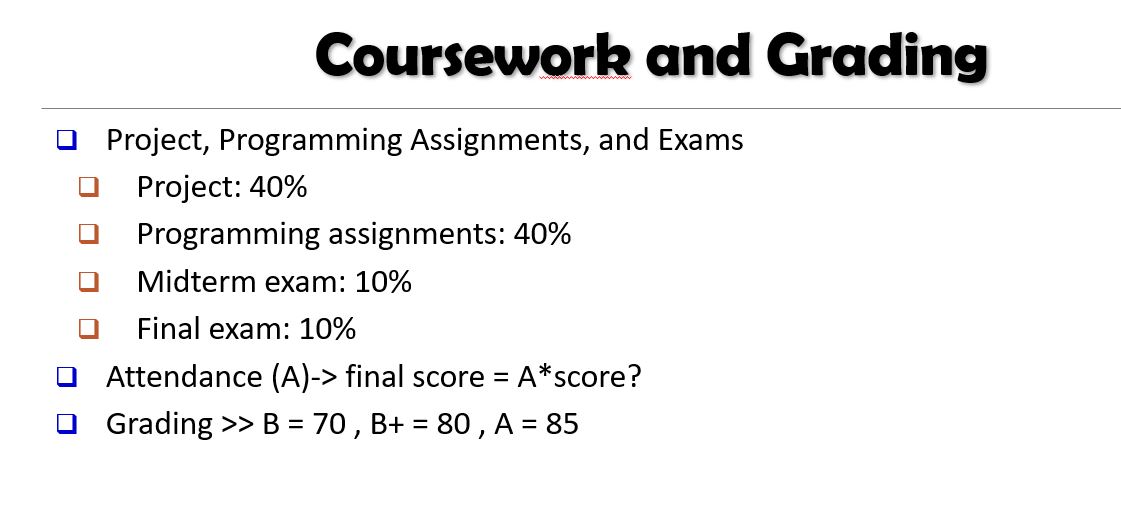 Coursework and Grading
Project, Programming Assignments, and Exams
Project: 40%
Programming assignments: 40%
Midterm exam: 10%
Final exam: 10%
Attendance (A)-> final score = A*score?
Grading >> B = 70 , B+ = 80 , A = 85